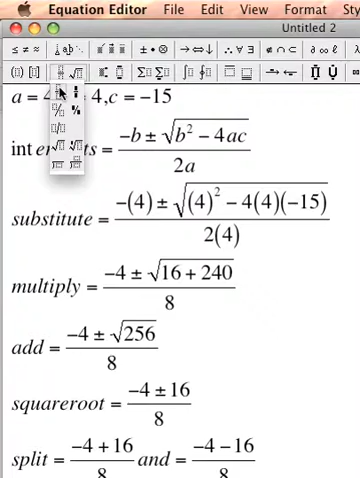 Equation Editor File Edit View Format Style
Untitled 2
a = 4, c = −15
intercepts = (−b ± √(b² − 4ac)) / 2a
substitute = (−(4) ± √((4)² − 4(4)(−15))) / 2(4)
multiply = (−4 ± √(16 + 240)) / 8
add = (−4 ± √256) / 8
squareroot = (−4 ± 16) / 8
split = (−4 + 16) / 8 and = (−4 − 16) / 8